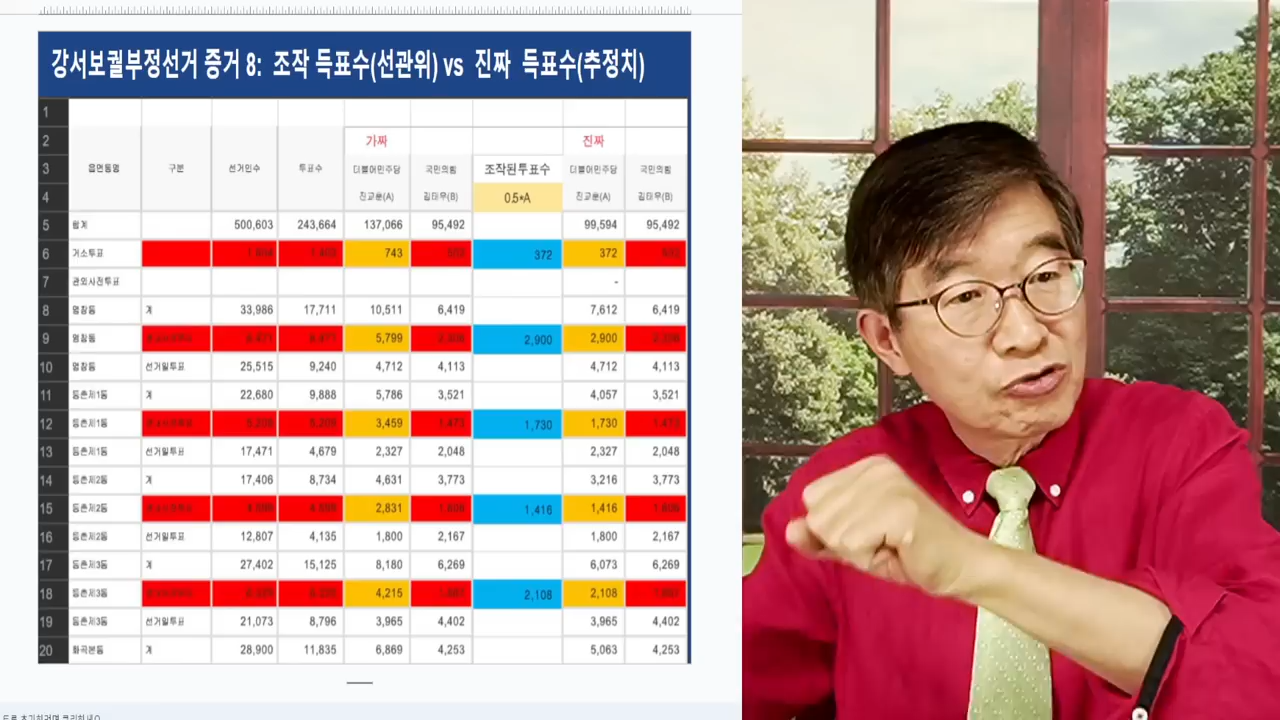 강서보궐부정선거 증거 8: 조작 득표수(선관위) vs 진짜 득표수(추정치)
1
2 가짜 진짜
3 읍면동명 구분 선거인수 투표수 더불어민주당 국민의힘 조작된투표수 더불어민주당 국민의힘
4 진교훈(A) 김태우(B) 0.5*A 진교훈(A) 김태우(B)
5 합계 500,603 243,664 137,066 95,492 99,594 95,492
6 거소투표 743 372 372
7 관외사전투표 -
8 염창동 계 33,986 17,711 10,511 6,419 7,612 6,419
9 염창동 5,799 2,900 2,900
10 염창동 선거일투표 25,515 9,240 4,712 4,113 4,712 4,113
11 등촌제1동 계 22,680 9,888 5,786 3,521 4,057 3,521
12 등촌제1동 3,459 1,730 1,730
13 등촌제1동 선거일투표 17,471 4,679 2,327 2,048 2,327 2,048
14 등촌제2동 계 17,406 8,734 4,631 3,773 3,216 3,773
15 등촌제2동 2,831 1,416 1,416
16 등촌제2동 선거일투표 12,807 4,135 1,800 2,167 1,800 2,167
17 등촌제3동 계 27,402 15,125 8,180 6,269 6,073 6,269
18 등촌제3동 4,215 2,108 2,108
19 등촌제3동 선거일투표 21,073 8,796 3,965 4,402 3,965 4,402
20 화곡본동 계 28,900 11,835 6,869 4,253 5,063 4,253